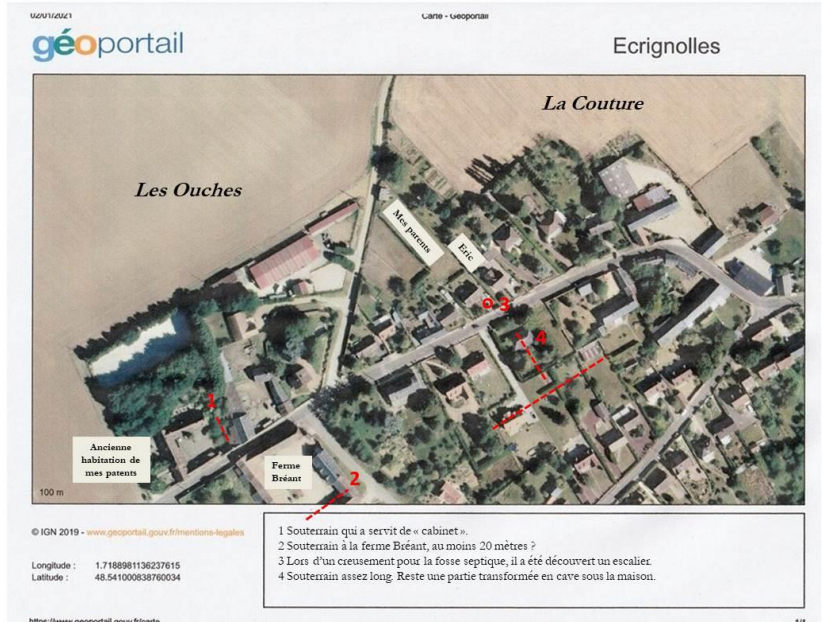 02/01/2021
Carte - Géoportail
géoportail
Ecrignolles
La Couture
Les Ouches
Mes parents
Eric
3
4
1
Ancienne
habitation de
mes patents
Ferme
Bréant
2
100 m
© IGN 2019 - www.geoportail.gouv.fr/mentions-legales
Longitude : 1.7188981136237615
Latitude : 48.541000838760034
1 Souterrain qui a servit de « cabinet ».
2 Souterrain à la ferme Bréant, au moins 20 mètres ?
3 Lors d’un creusement pour la fosse septique, il a été découvert un escalier.
4 Souterrain assez long. Reste une partie transformée en cave sous la maison.
https://www.geoportail.gouv.fr/carte
1/1